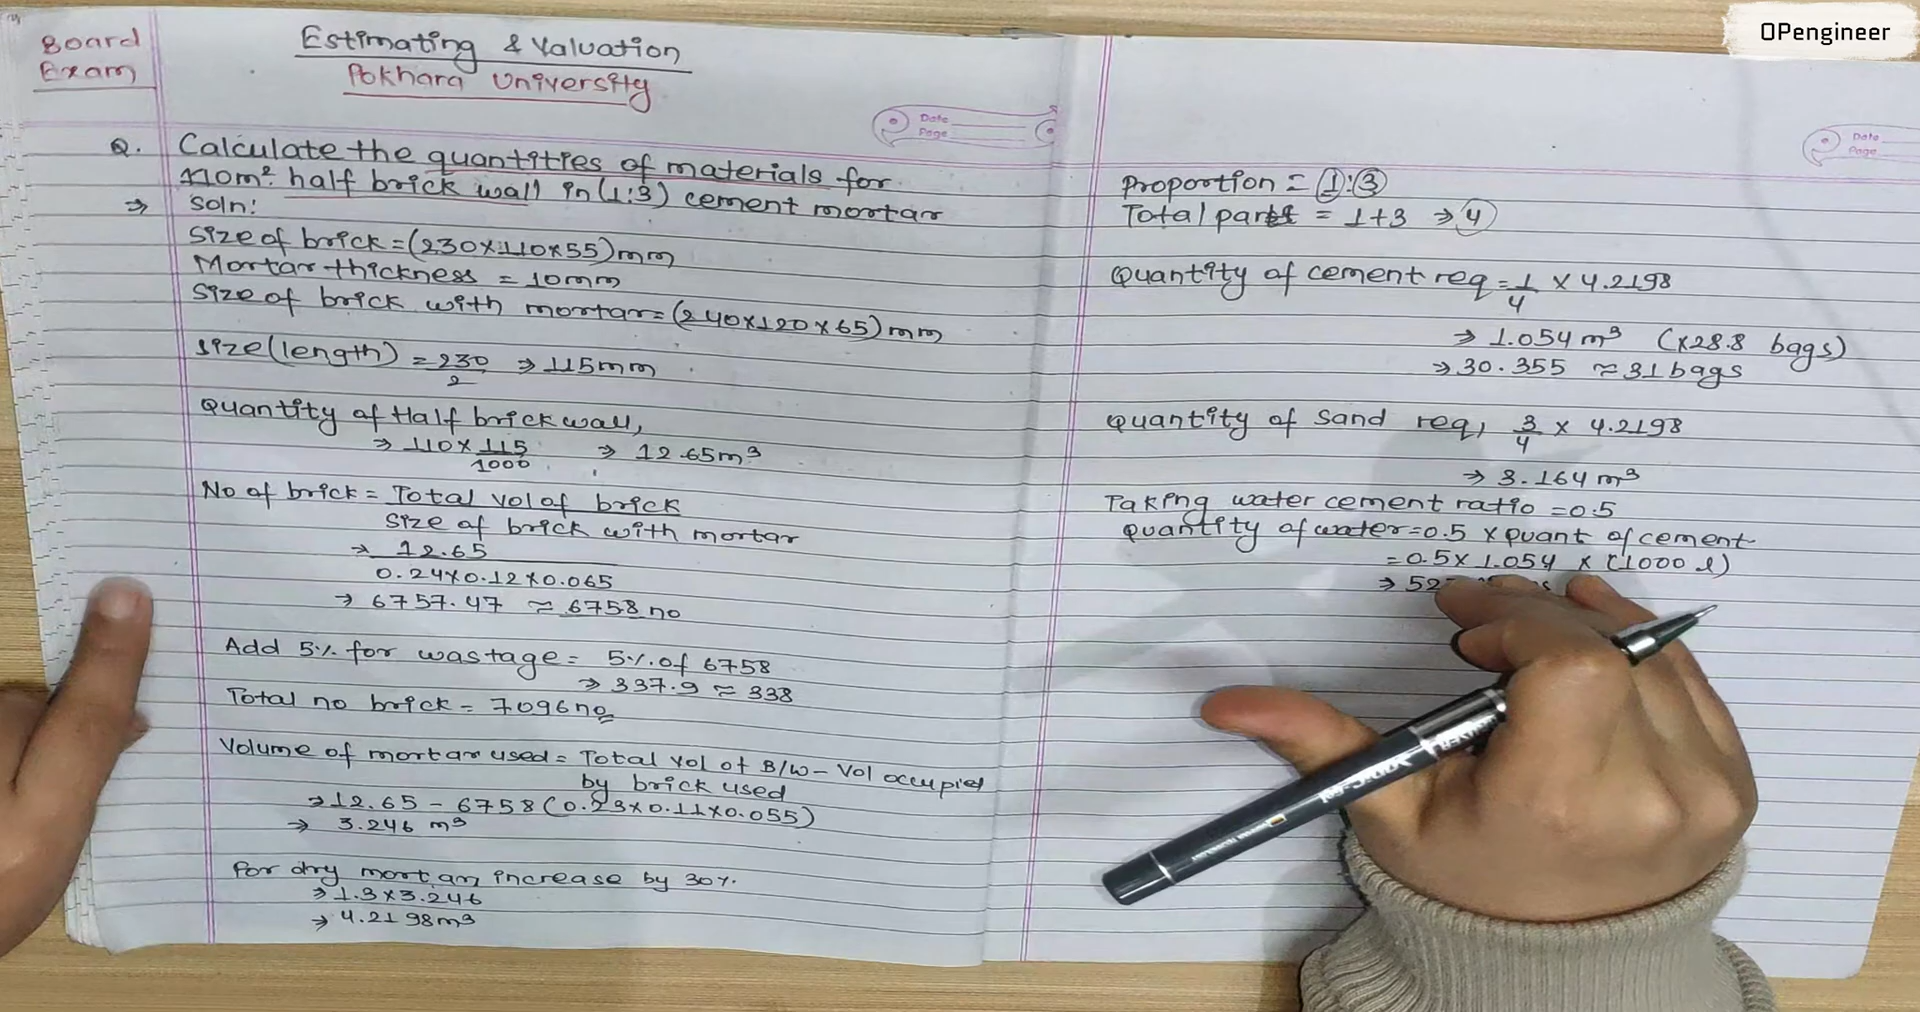 OPengineer
Board
Exam
Estimating & Valuation
Pokhara University
Date
Page
Q. Calculate the quantities of materials for
110m² half brick wall in (1:3) cement mortar
⇒ Soln:
Size of brick = (230×110×55)mm
Mortar thickness = 10mm
Size of brick with mortar = (240×120×65)mm
Size (length) = 230/2 ⇒ 115mm
Quantity of Half brick wall,
⇒ 110 × 115/1000 ⇒ 12.65m³
No of brick = Total vol of brick
Size of brick with mortar
⇒ 12.65
0.24×0.12×0.065
⇒ 6757.47 ≈ 6758 no
Add 5% for wastage = 5% of 6758
⇒ 337.9 ≈ 338
Total no brick = 7096 no
Volume of mortar used = Total vol of B/W - Vol occupied
by brick used
⇒ 12.65 - 6758 (0.23×0.11×0.055)
⇒ 3.246 m³
For dry mortar, increase by 30%.
⇒ 1.3×3.246
⇒ 4.2198m³
Date
Page
Proportion = 1:3
Total part = 1+3 ⇒ 4
Quantity of cement req = 1/4 × 4.2198
⇒ 1.054 m³ (×28.8 bags)
⇒ 30.355 ≈ 31 bags
Quantity of sand req, 3/4 × 4.2198
⇒ 3.164 m³
Taking water cement ratio = 0.5
Quantity of water = 0.5 × quant of cement
= 0.5 × 1.054 × (1000 l)